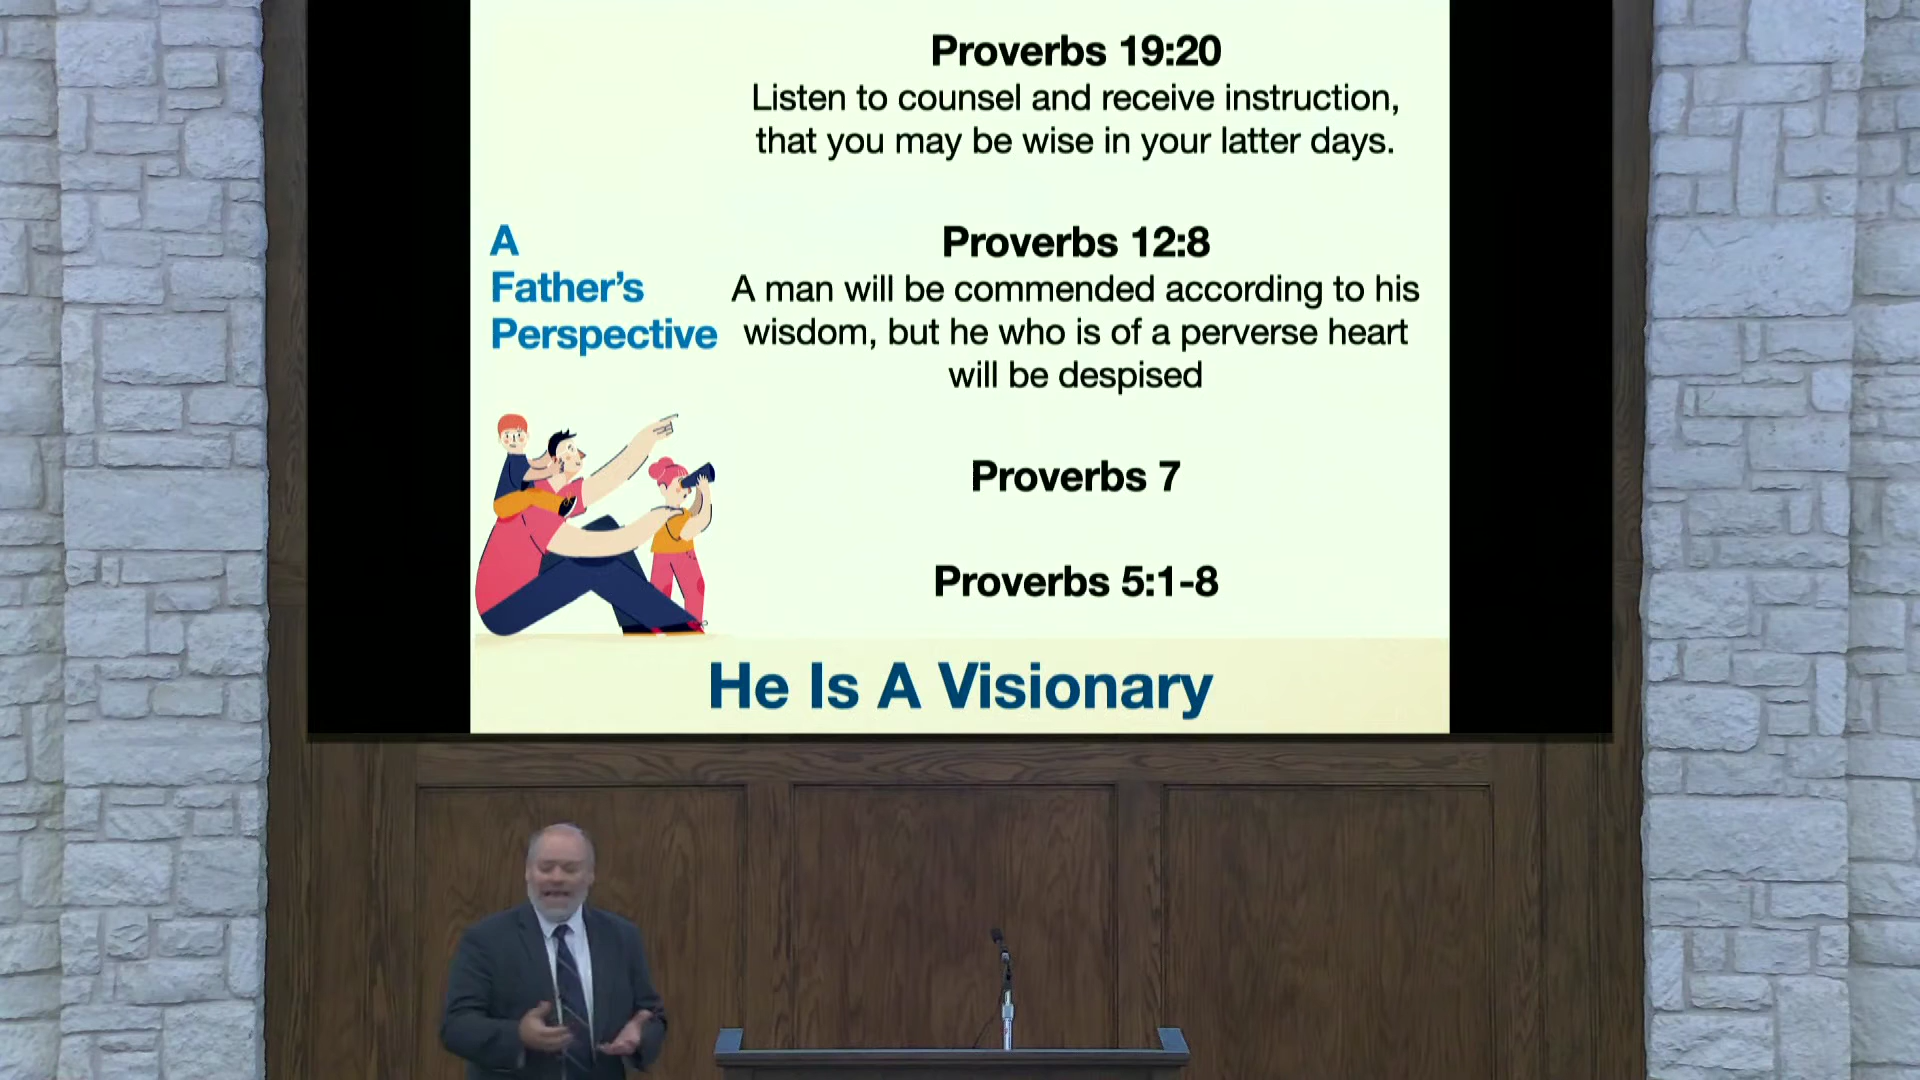 Proverbs 19:20
Listen to counsel and receive instruction,
that you may be wise in your latter days.
A
Father’s
Perspective
Proverbs 12:8
A man will be commended according to his
wisdom, but he who is of a perverse heart
will be despised
Proverbs 7
Proverbs 5:1-8
He Is A Visionary